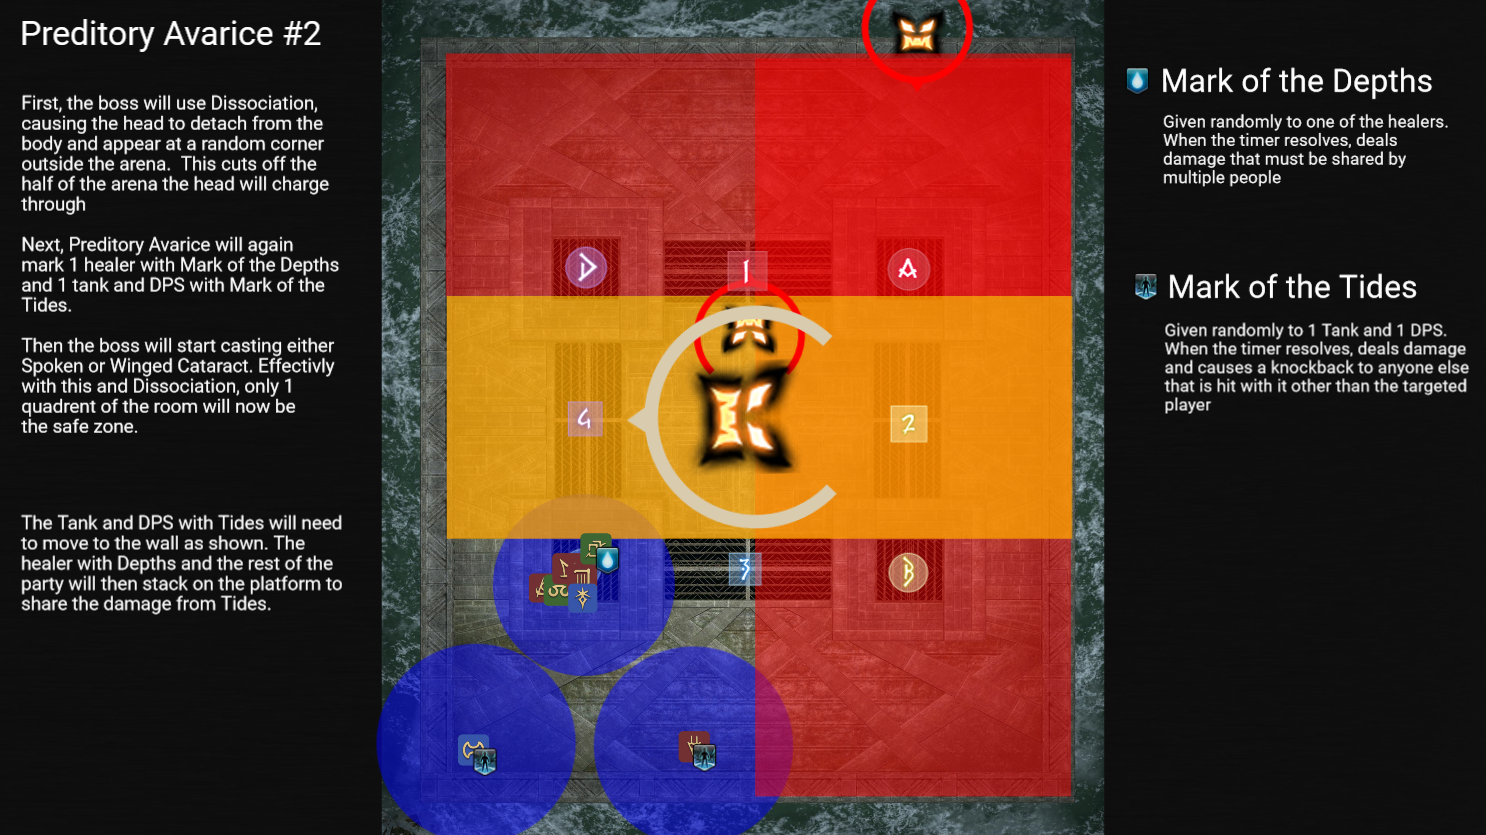 Preditory Avarice #2
First, the boss will use Dissociation,
causing the head to detach from the
body and appear at a random corner
outside the arena.  This cuts off the
half of the arena the head will charge
through
Next, Preditory Avarice will again
mark 1 healer with Mark of the Depths
and 1 tank and DPS with Mark of the
Tides.
Then the boss will start casting either
Spoken or Winged Cataract. Effectivly
with this and Dissociation, only 1
quadrent of the room will now be
the safe zone.
The Tank and DPS with Tides will need
to move to the wall as shown. The
healer with Depths and the rest of the
party will then stack on the platform to
share the damage from Tides.
D
1
A
4
2
3
B
Mark of the Depths
Given randomly to one of the healers.
When the timer resolves, deals
damage that must be shared by
multiple people
Mark of the Tides
Given randomly to 1 Tank and 1 DPS.
When the timer resolves, deals damage
and causes a knockback to anyone else
that is hit with it other than the targeted
player